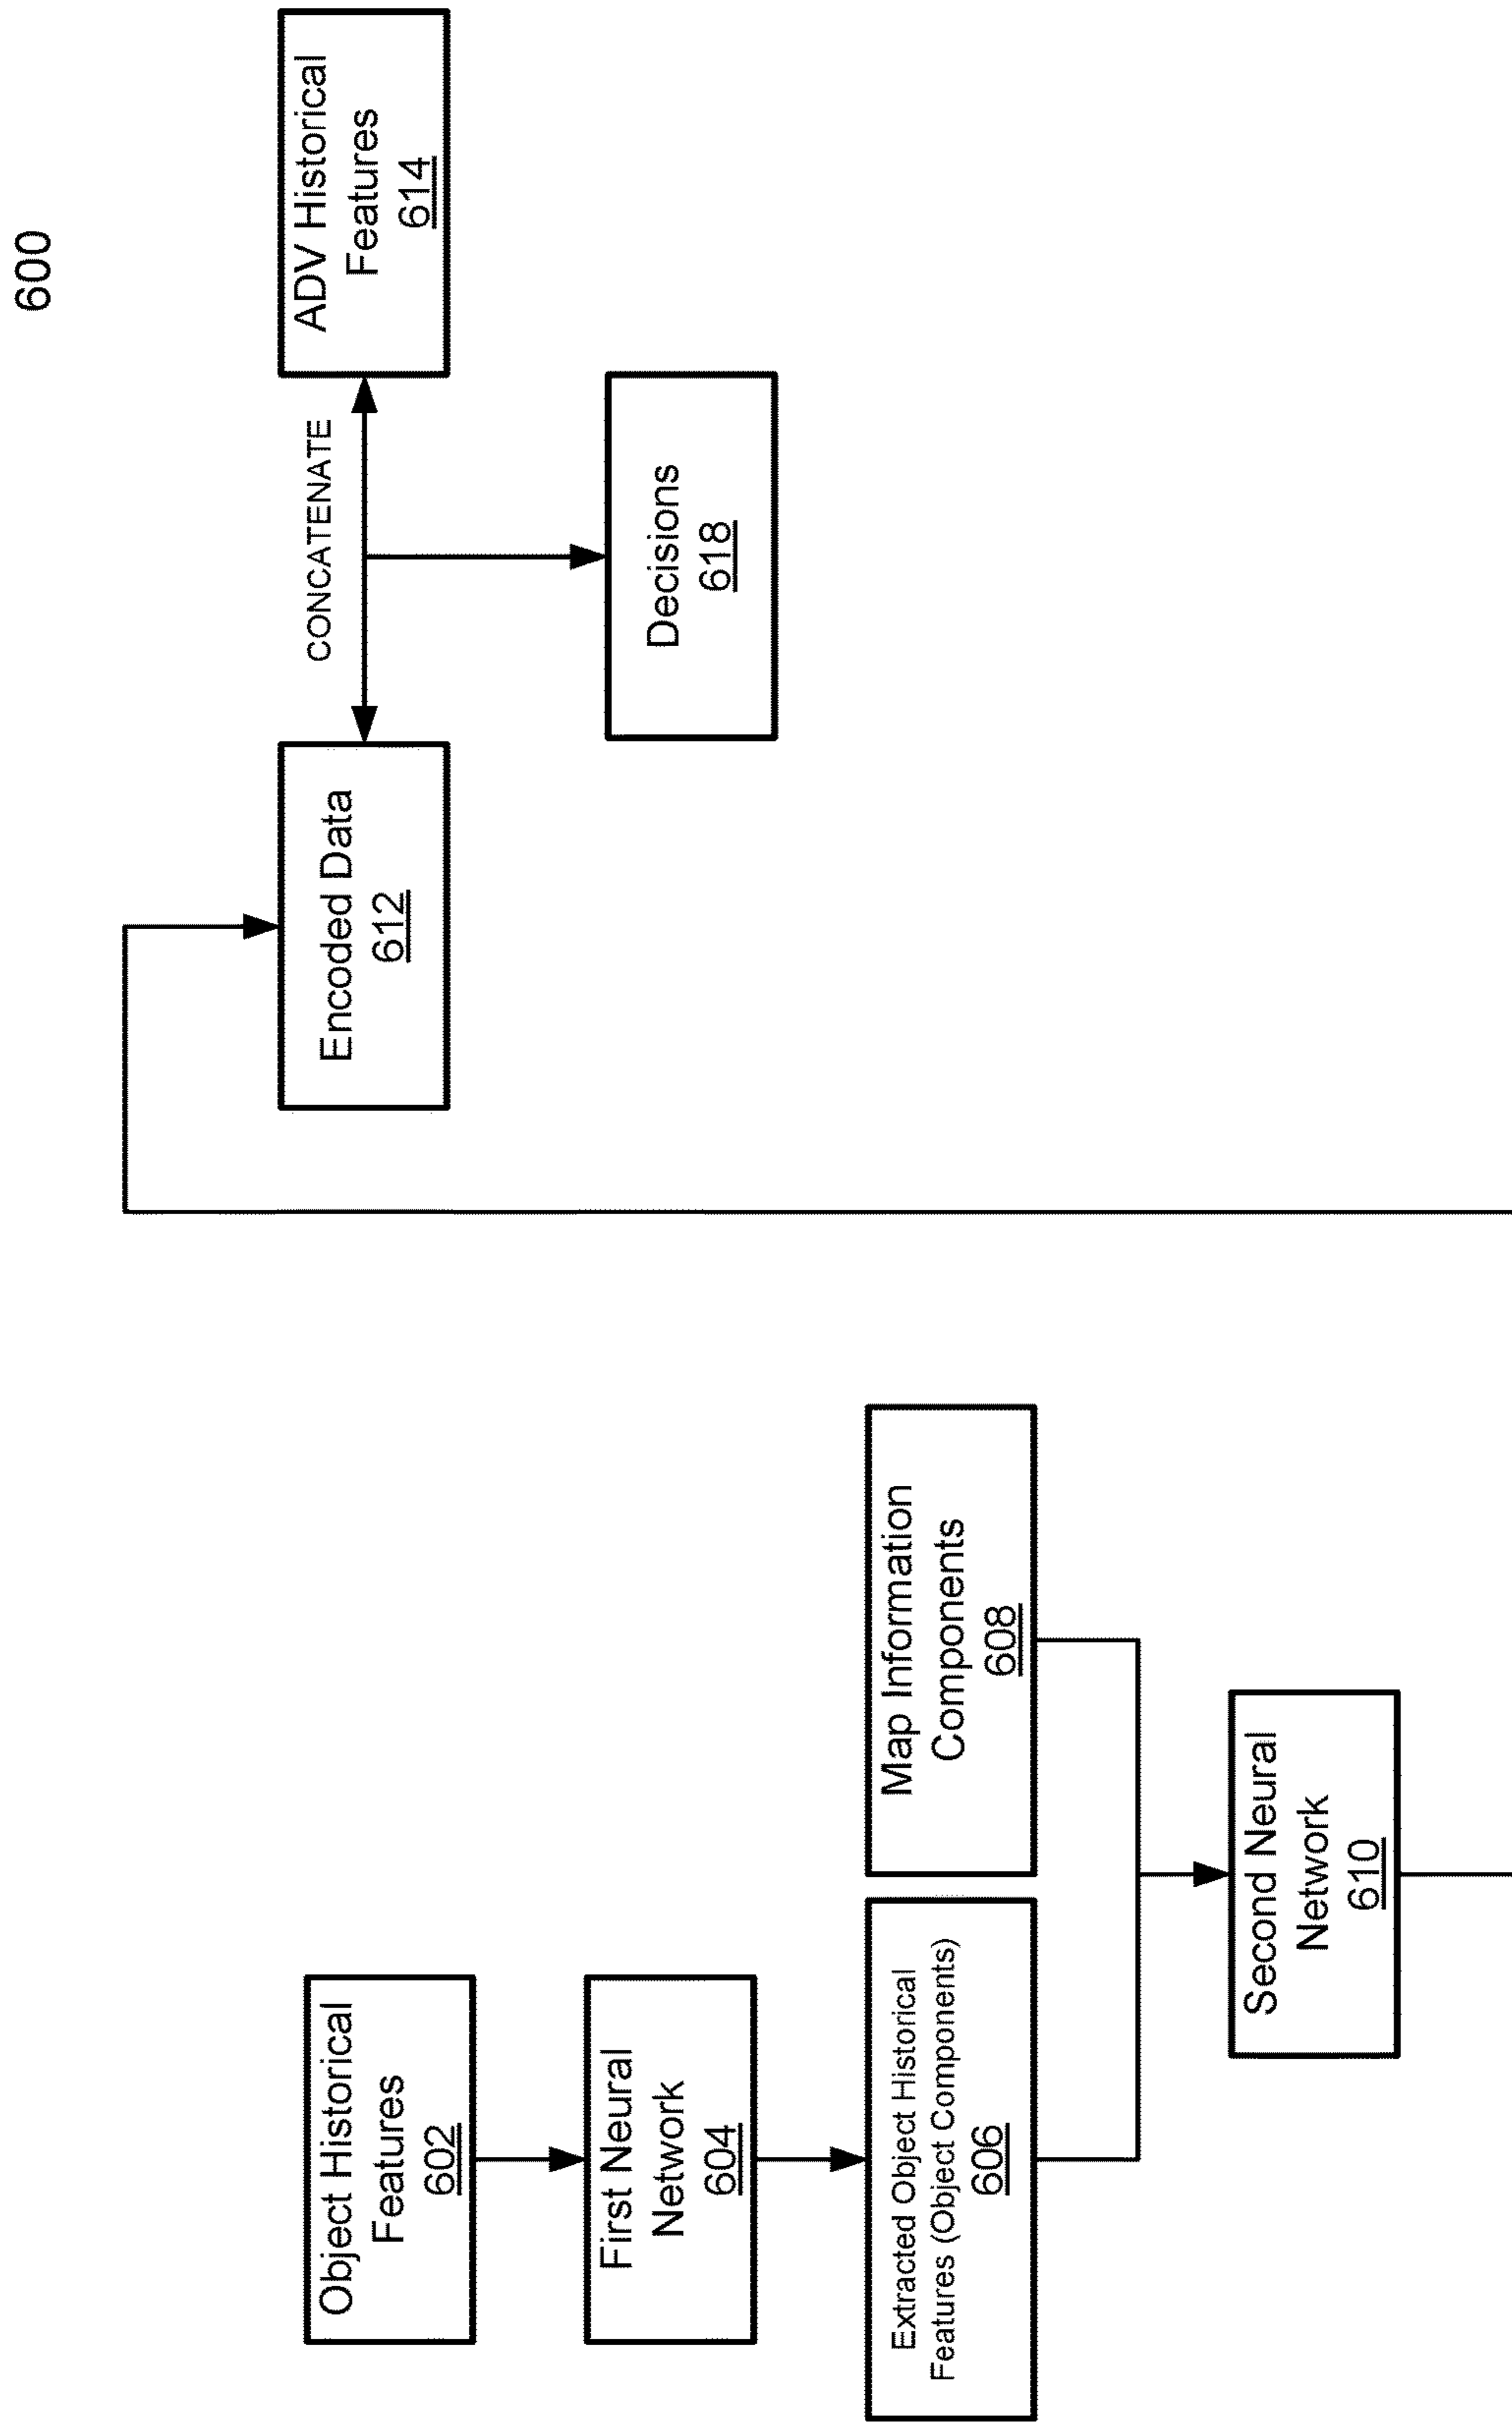 600
Object Historical
Features
602
First Neural
Network
604
Extracted Object Historical
Features (Object Components)
606
Map Information
Components
608
Second Neural
Network
610
Encoded Data
612
CONCATENATE
ADV Historical
Features
614
Decisions
618